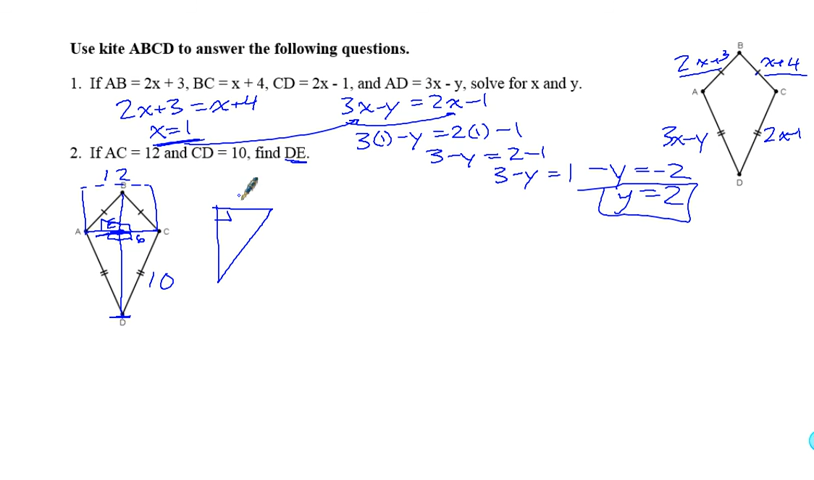 Use kite ABCD to answer the following questions.
1. If AB = 2x + 3, BC = x + 4, CD = 2x - 1, and AD = 3x - y, solve for x and y.
2x+3 = x+4
x=1
3x-y = 2x-1
3(1)-y = 2(1)-1
3-y = 2-1
3-y = 1
-y = -2
y = 2
B
2x+3
x+4
A
C
3x-y
2x-1
D
2. If AC = 12 and CD = 10, find DE.
12
B
A
E
C
6
10
D